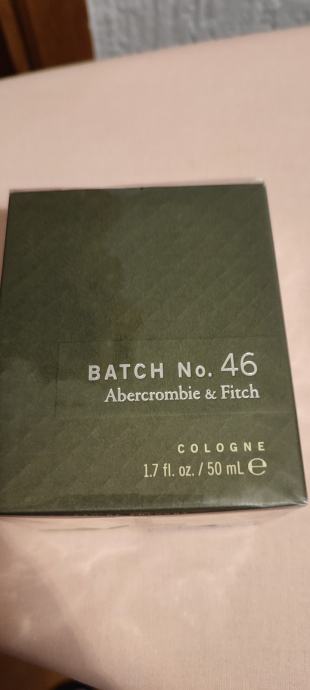 BATCH No. 46
Abercrombie & Fitch
COLOGNE
1.7 fl. oz. / 50 mL ℮